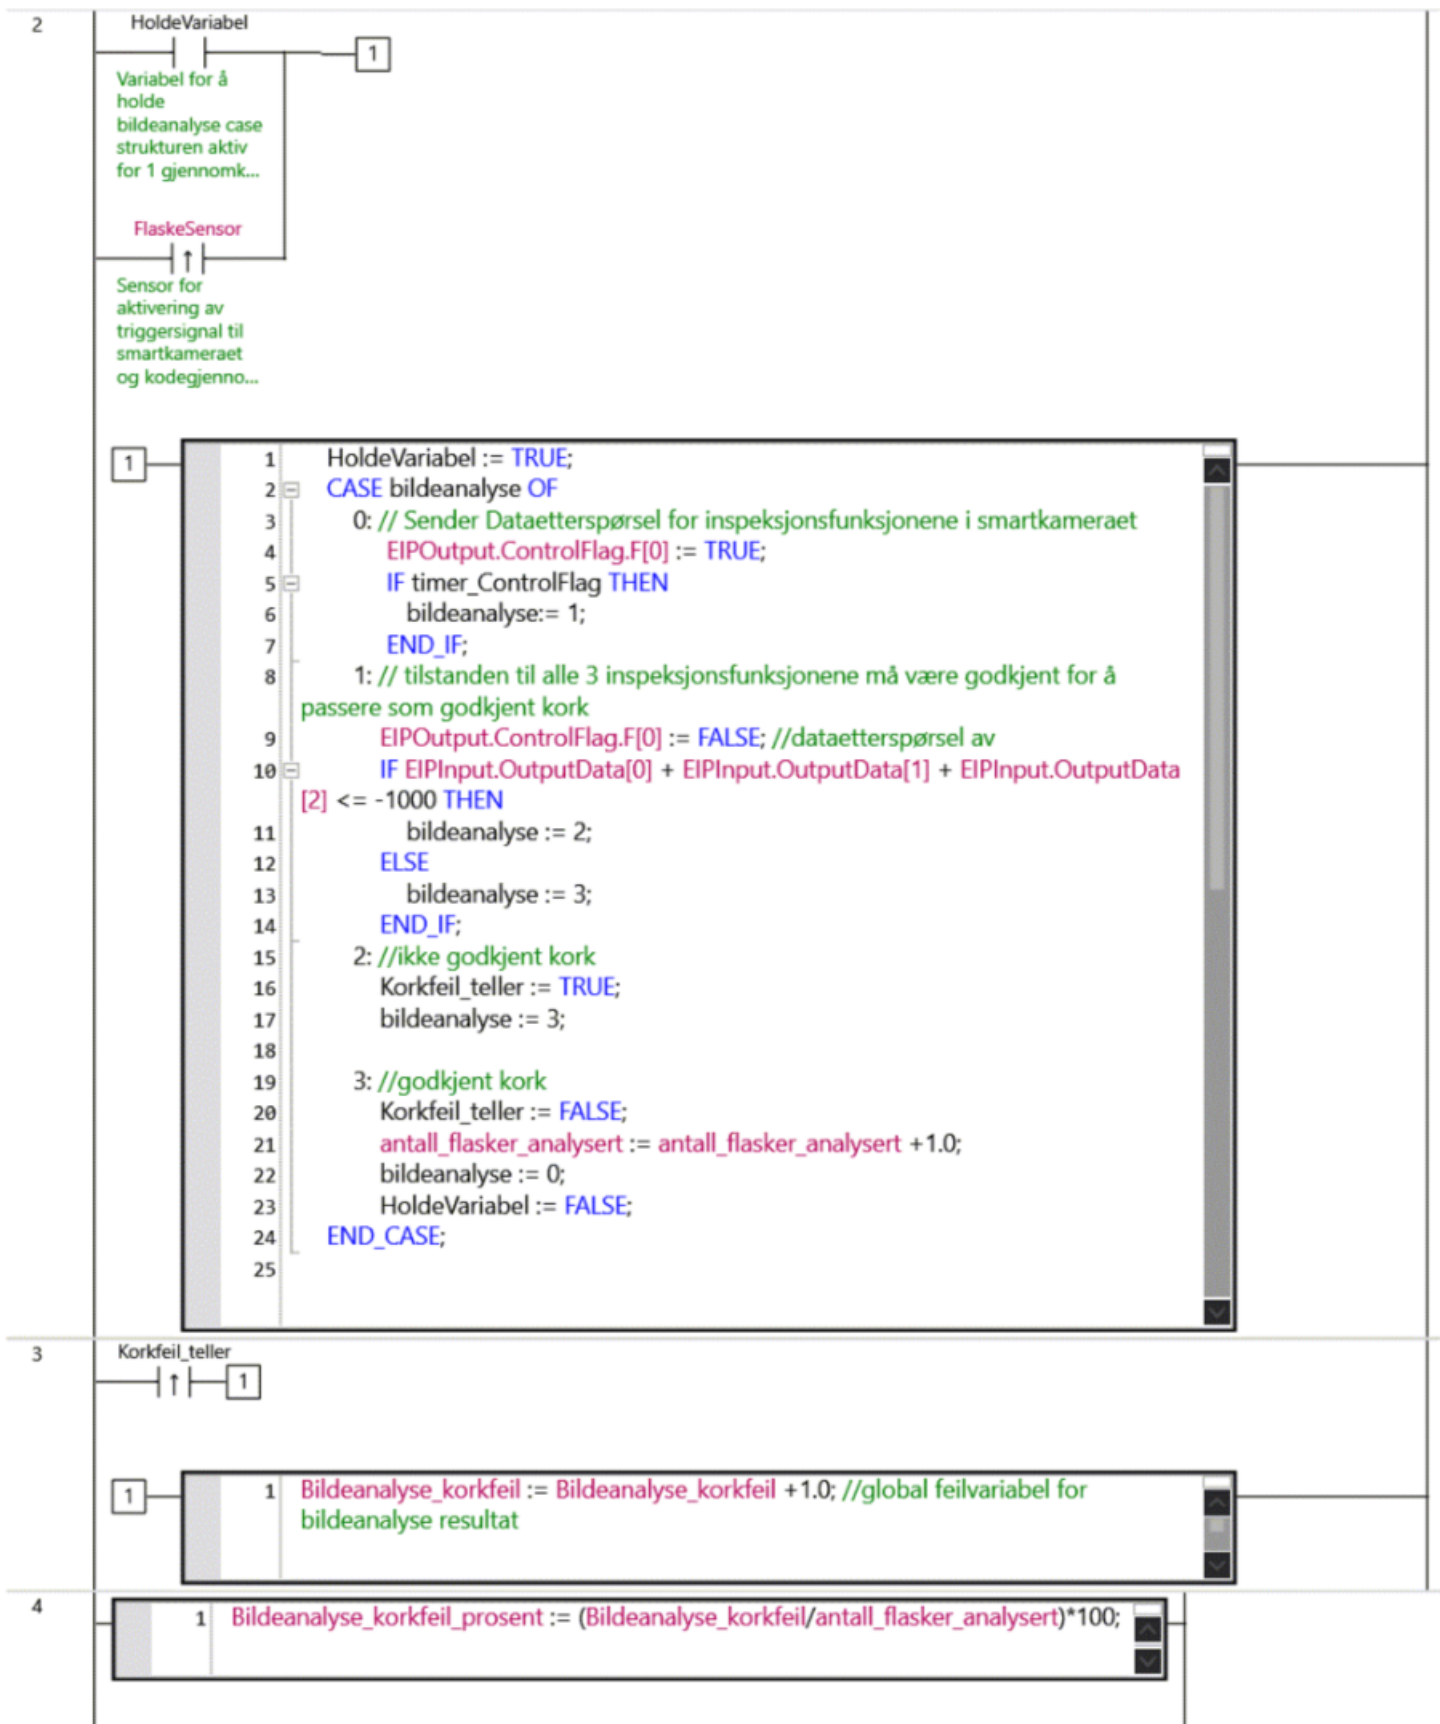 2
HoldeVariabel
1
Variabel for å
holde
bildeanalyse case
strukturen aktiv
for 1 gjennomk...
FlaskeSensor
↑
Sensor for
aktivering av
triggersignal til
smartkameraet
og kodegjenno...
1
1 HoldeVariabel := TRUE;
2 CASE bildeanalyse OF
3 0: // Sender Dataetterspørsel for inspeksjonsfunksjonene i smartkameraet
4 EIPOutput.ControlFlag.F[0] := TRUE;
5 IF timer_ControlFlag THEN
6 bildeanalyse:= 1;
7 END_IF;
8 1: // tilstanden til alle 3 inspeksjonsfunksjonene må være godkjent for å
passere som godkjent kork
9 EIPOutput.ControlFlag.F[0] := FALSE; //dataetterspørsel av
10 IF EIPInput.OutputData[0] + EIPInput.OutputData[1] + EIPInput.OutputData
[2] <= -1000 THEN
11 bildeanalyse := 2;
12 ELSE
13 bildeanalyse := 3;
14 END_IF;
15 2: //ikke godkjent kork
16 Korkfeil_teller := TRUE;
17 bildeanalyse := 3;
18
19 3: //godkjent kork
20 Korkfeil_teller := FALSE;
21 antall_flasker_analysert := antall_flasker_analysert +1.0;
22 bildeanalyse := 0;
23 HoldeVariabel := FALSE;
24 END_CASE;
25
3
Korkfeil_teller
↑ 1
1
1 Bildeanalyse_korkfeil := Bildeanalyse_korkfeil +1.0; //global feilvariabel for
bildeanalyse resultat
4
1 Bildeanalyse_korkfeil_prosent := (Bildeanalyse_korkfeil/antall_flasker_analysert)*100;